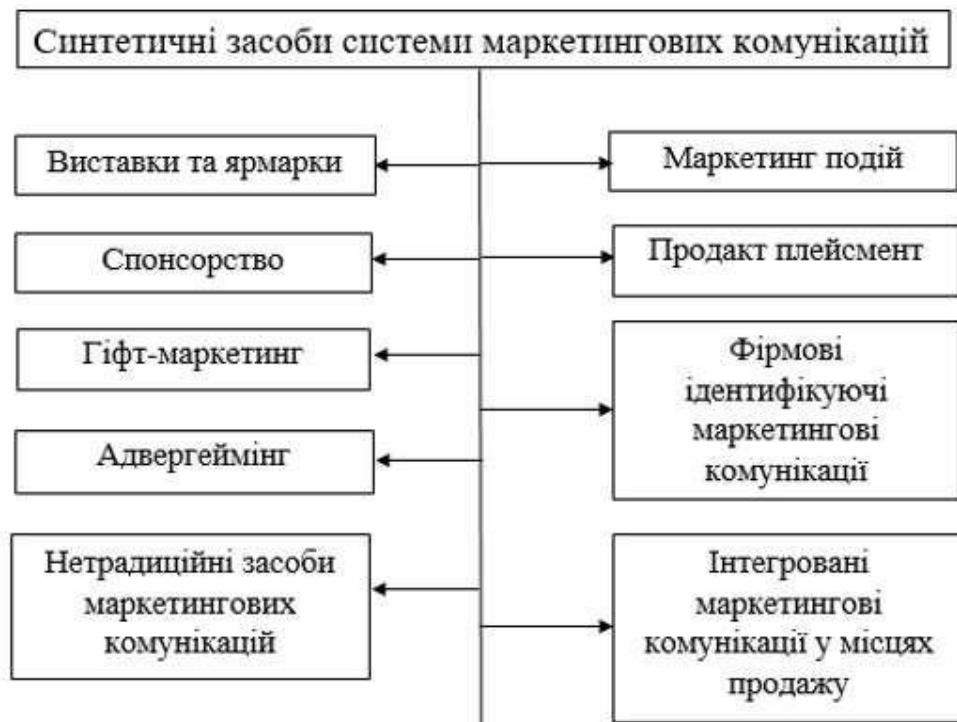 Синтетичні засоби системи маркетингових комунікацій
Виставки та ярмарки
Маркетинг подій
Спонсорство
Продакт плейсмент
Гіфт-маркетинг
Фірмові
ідентифікуючі
маркетингові
комунікації
Адвергеймінг
Нетрадиційні засоби
маркетингових
комунікацій
Інтегровані
маркетингові
комунікації у місцях
продажу